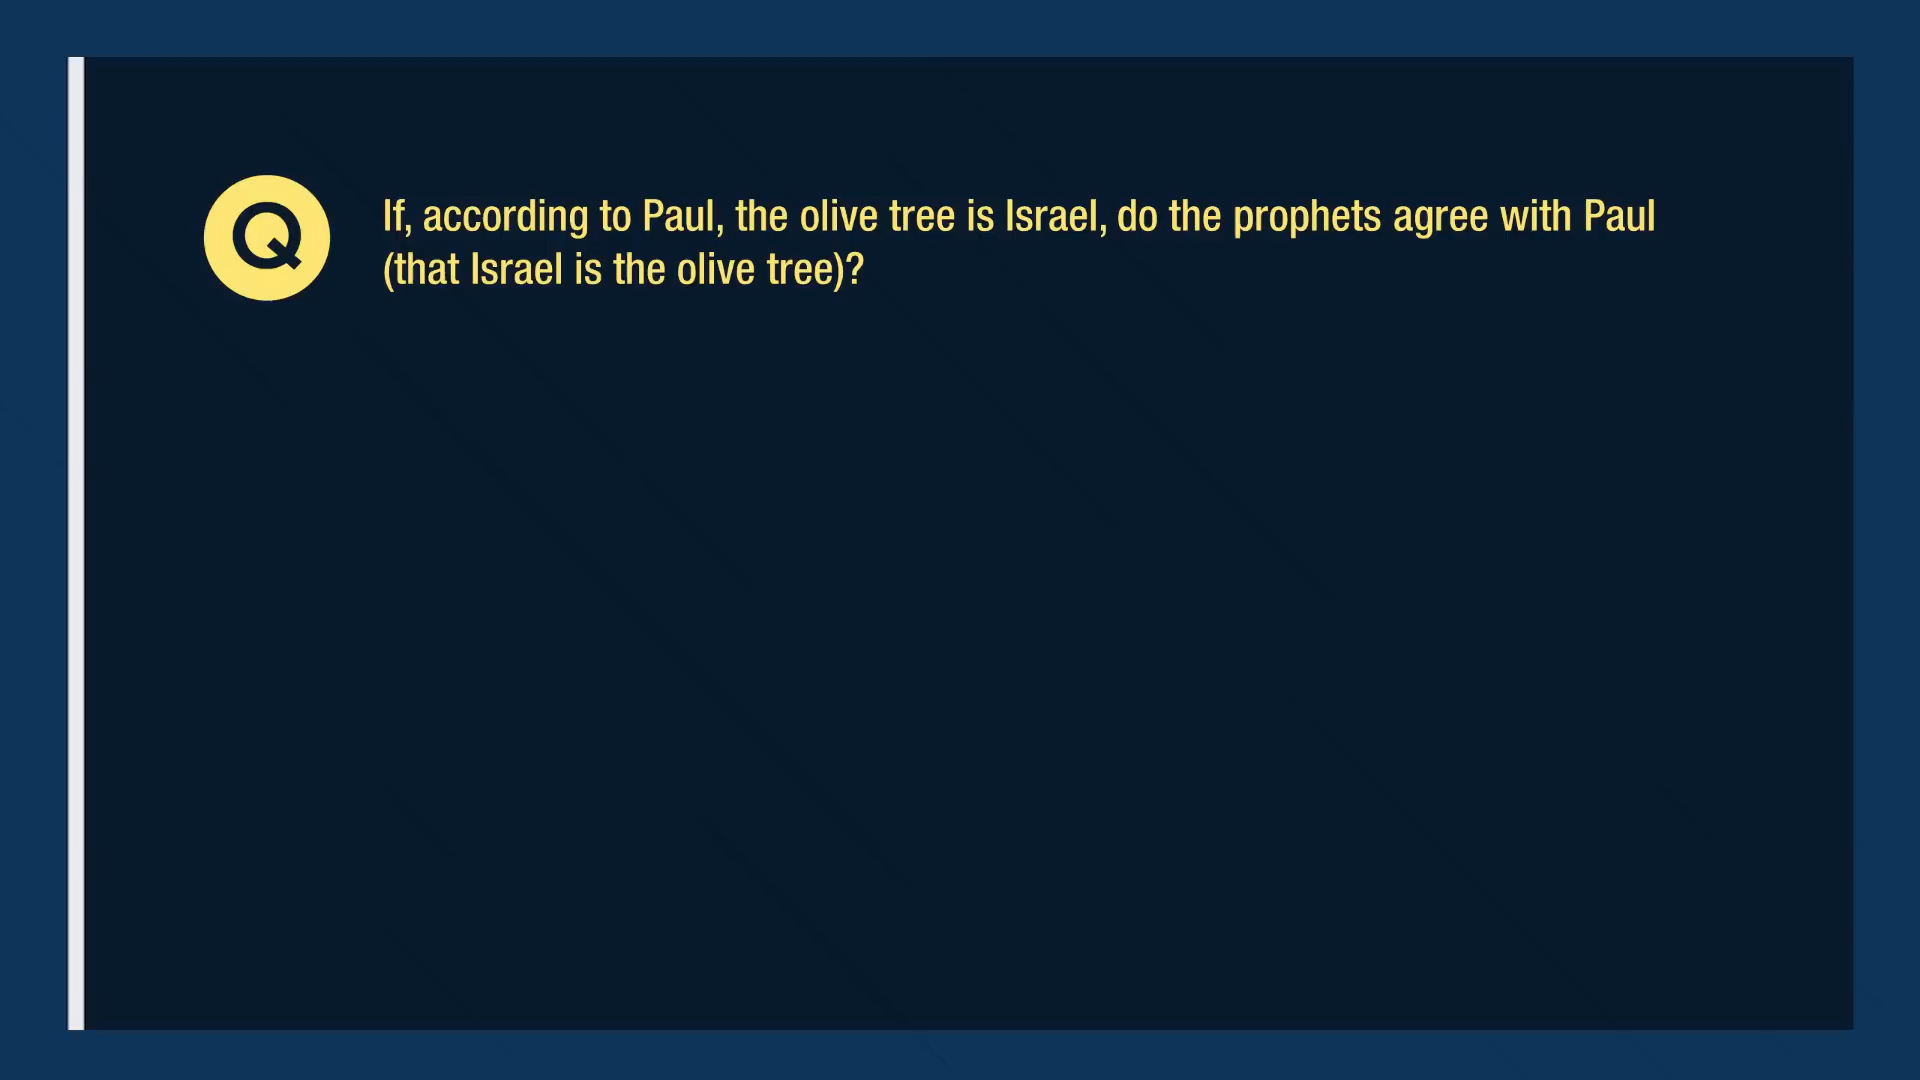 Q
If, according to Paul, the olive tree is Israel, do the prophets agree with Paul
(that Israel is the olive tree)?